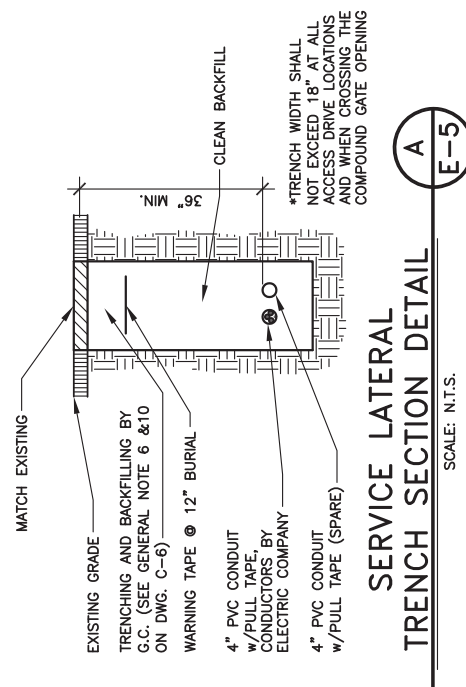 MATCH EXISTING
EXISTING GRADE
TRENCHING AND BACKFILLING BY
G.C. (SEE GENERAL NOTE 6 &10
ON DWG. C-6)
WARNING TAPE @ 12" BURIAL
4" PVC CONDUIT
w/PULL TAPE,
CONDUCTORS BY
ELECTRIC COMPANY
4" PVC CONDUIT
w/PULL TAPE (SPARE)
36" MIN.
CLEAN BACKFILL
*TRENCH WIDTH SHALL
NOT EXCEED 18" AT ALL
ACCESS DRIVE LOCATIONS
AND WHEN CROSSING THE
COMPOUND GATE OPENING
SERVICE LATERAL
TRENCH SECTION DETAIL
SCALE: N.T.S.
A
E-5